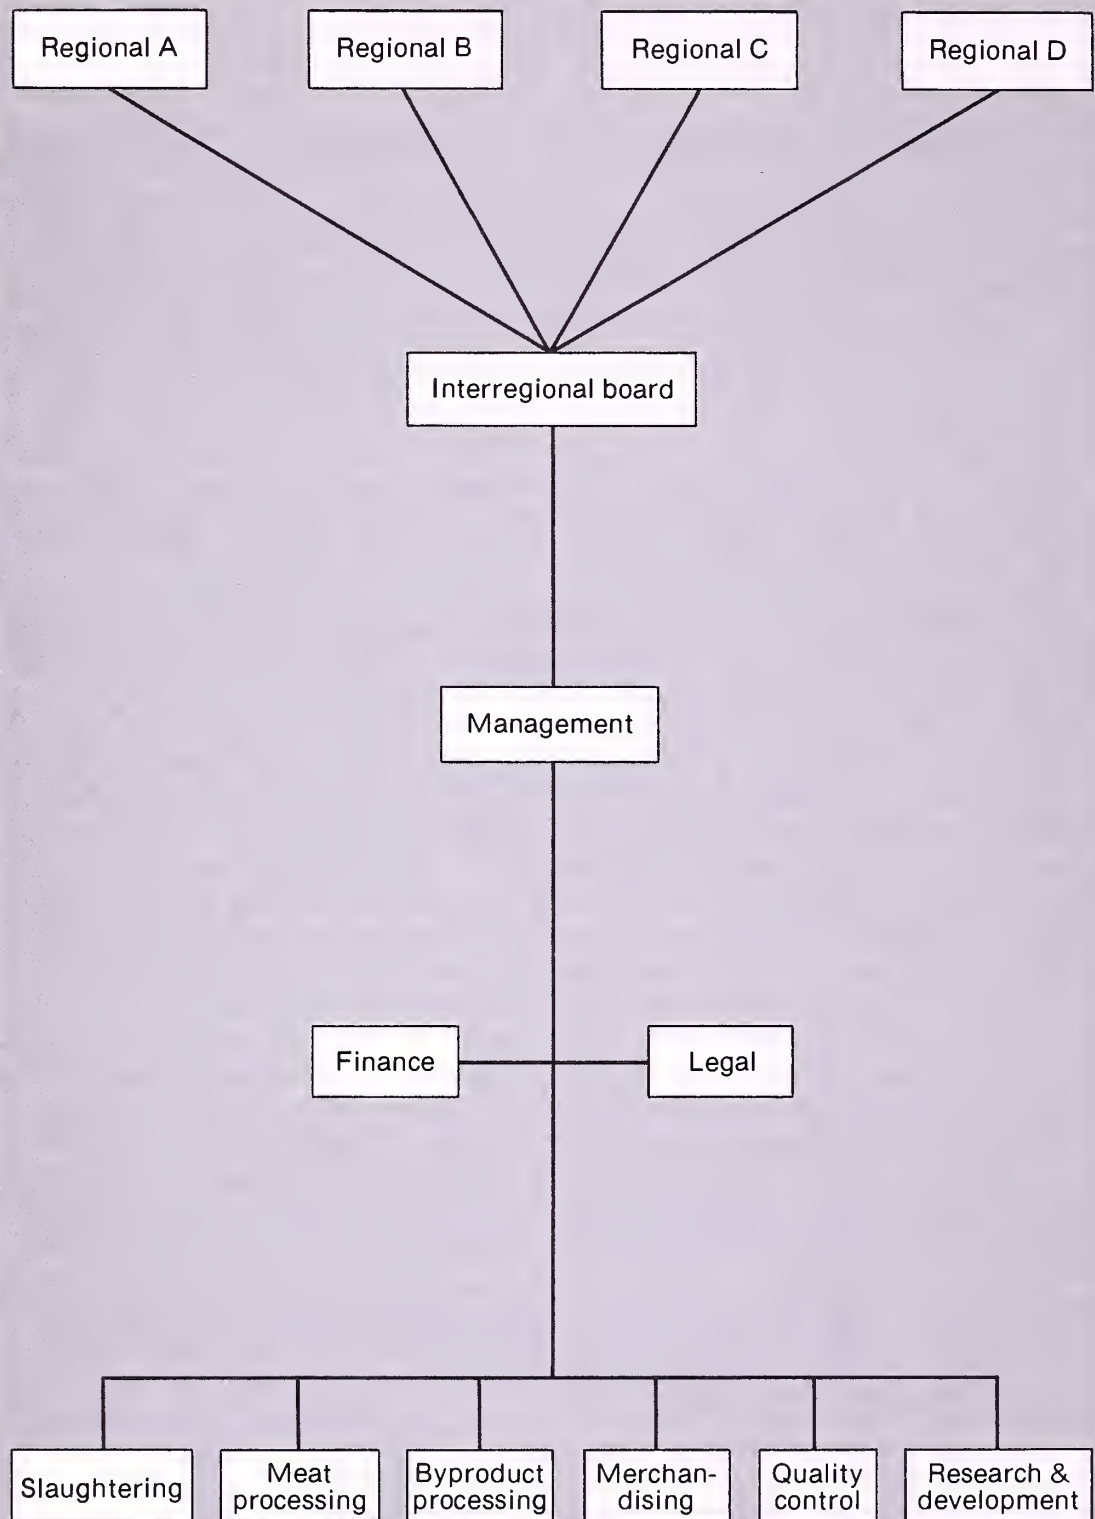 Regional A
Regional B
Regional C
Regional D
Interregional board
Management
Finance
Legal
Slaughtering
Meat
processing
Byproduct
processing
Merchan-
dising
Quality
control
Research &
development